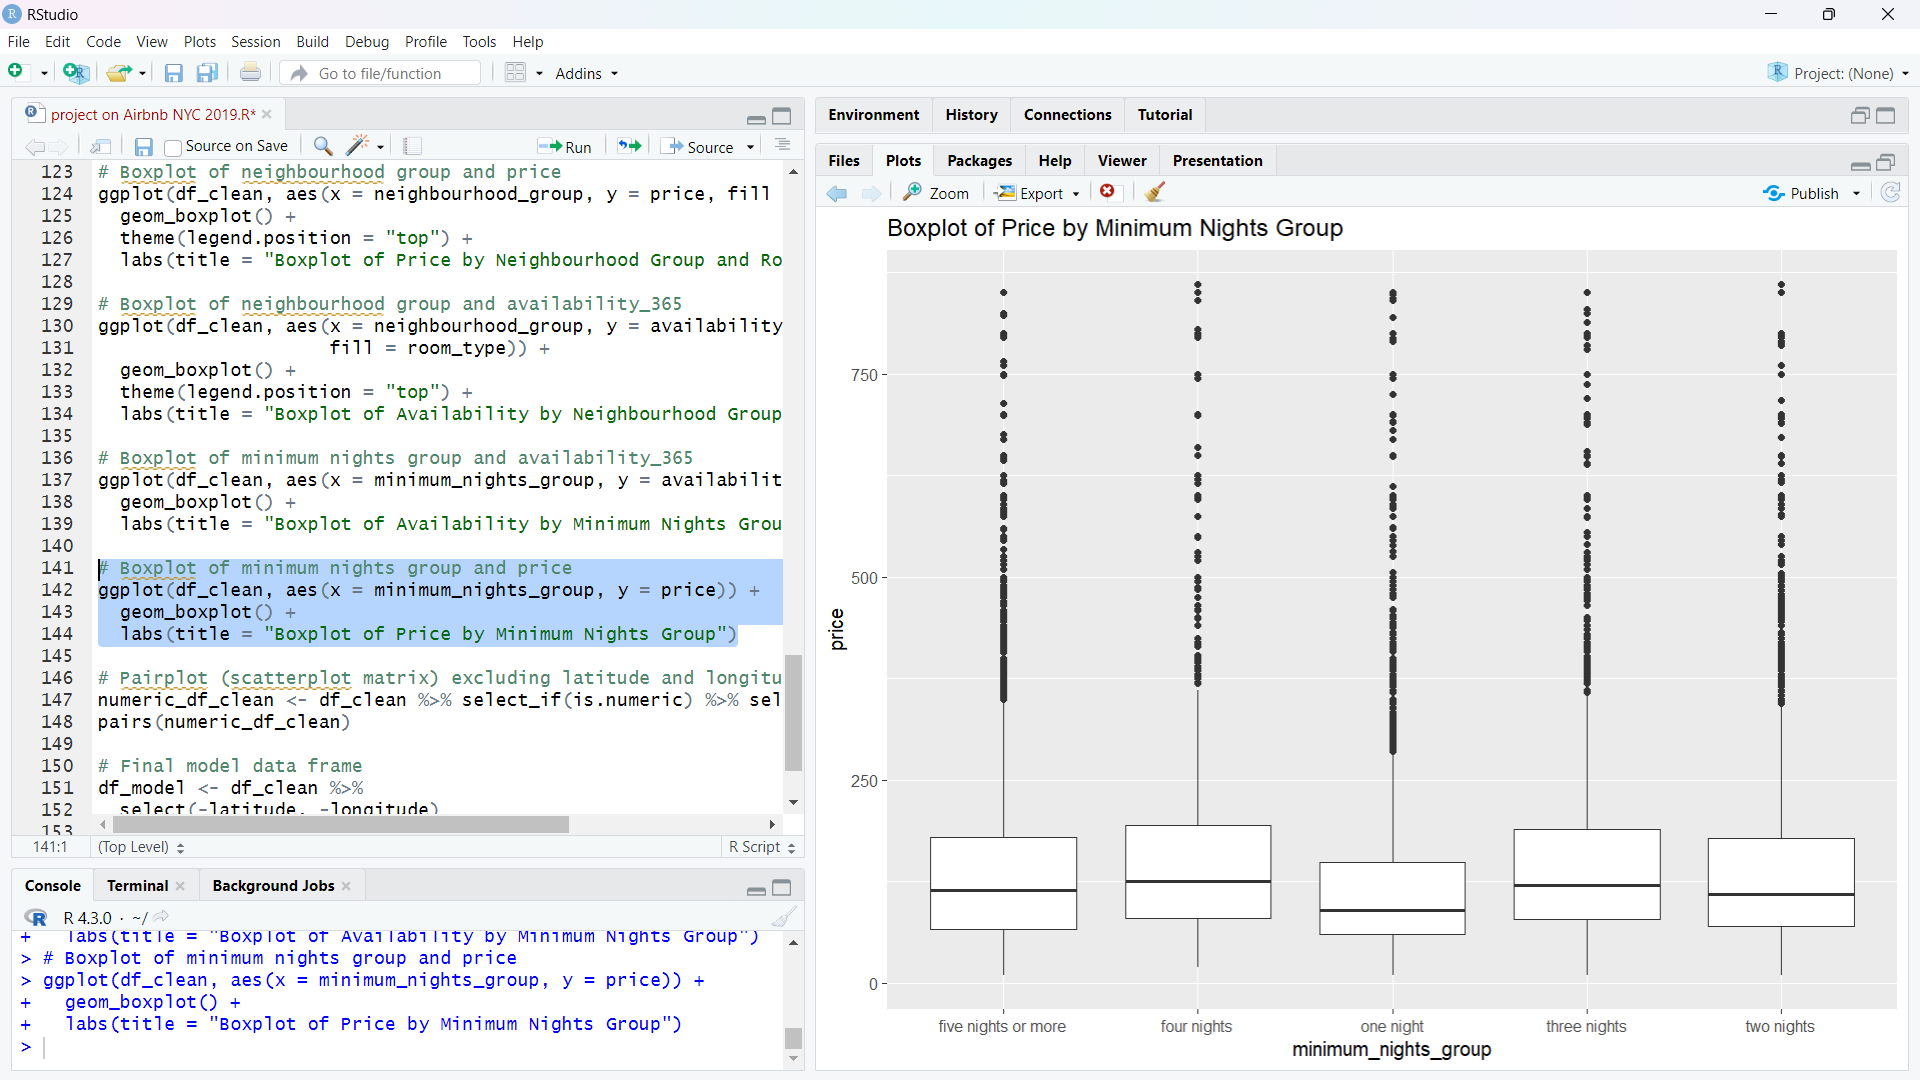 RStudio
File Edit Code View Plots Session Build Debug Profile Tools Help
Go to file/function Addins Project: (None)
project on Airbnb NYC 2019.R*
Source on Save Run Source
123 # Boxplot of neighbourhood group and price
124 ggplot(df_clean, aes(x = neighbourhood_group, y = price, fill
125 geom_boxplot() +
126 theme(legend.position = "top") +
127 labs(title = "Boxplot of Price by Neighbourhood Group and Ro
128
129 # Boxplot of neighbourhood group and availability_365
130 ggplot(df_clean, aes(x = neighbourhood_group, y = availability
131 fill = room_type)) +
132 geom_boxplot() +
133 theme(legend.position = "top") +
134 labs(title = "Boxplot of Availability by Neighbourhood Group
135
136 # Boxplot of minimum nights group and availability_365
137 ggplot(df_clean, aes(x = minimum_nights_group, y = availabilit
138 geom_boxplot() +
139 labs(title = "Boxplot of Availability by Minimum Nights Grou
140
141 # Boxplot of minimum nights group and price
142 ggplot(df_clean, aes(x = minimum_nights_group, y = price)) +
143 geom_boxplot() +
144 labs(title = "Boxplot of Price by Minimum Nights Group")
145
146 # Pairplot (scatterplot matrix) excluding latitude and longitu
147 numeric_df_clean <- df_clean %>% select_if(is.numeric) %>% sel
148 pairs(numeric_df_clean)
149
150 # Final model data frame
151 df_model <- df_clean %>%
152 select(-latitude, -longitude)
153
141:1 (Top Level) R Script
Console Terminal Background Jobs
R 4.3.0 · ~/
+ labs(title = "Boxplot of Availability by Minimum Nights Group")
> # Boxplot of minimum nights group and price
> ggplot(df_clean, aes(x = minimum_nights_group, y = price)) +
+ geom_boxplot() +
+ labs(title = "Boxplot of Price by Minimum Nights Group")
>
Environment History Connections Tutorial
Files Plots Packages Help Viewer Presentation
Zoom Export Publish
Boxplot of Price by Minimum Nights Group
750
500
250
0
price
five nights or more four nights one night three nights two nights
minimum_nights_group